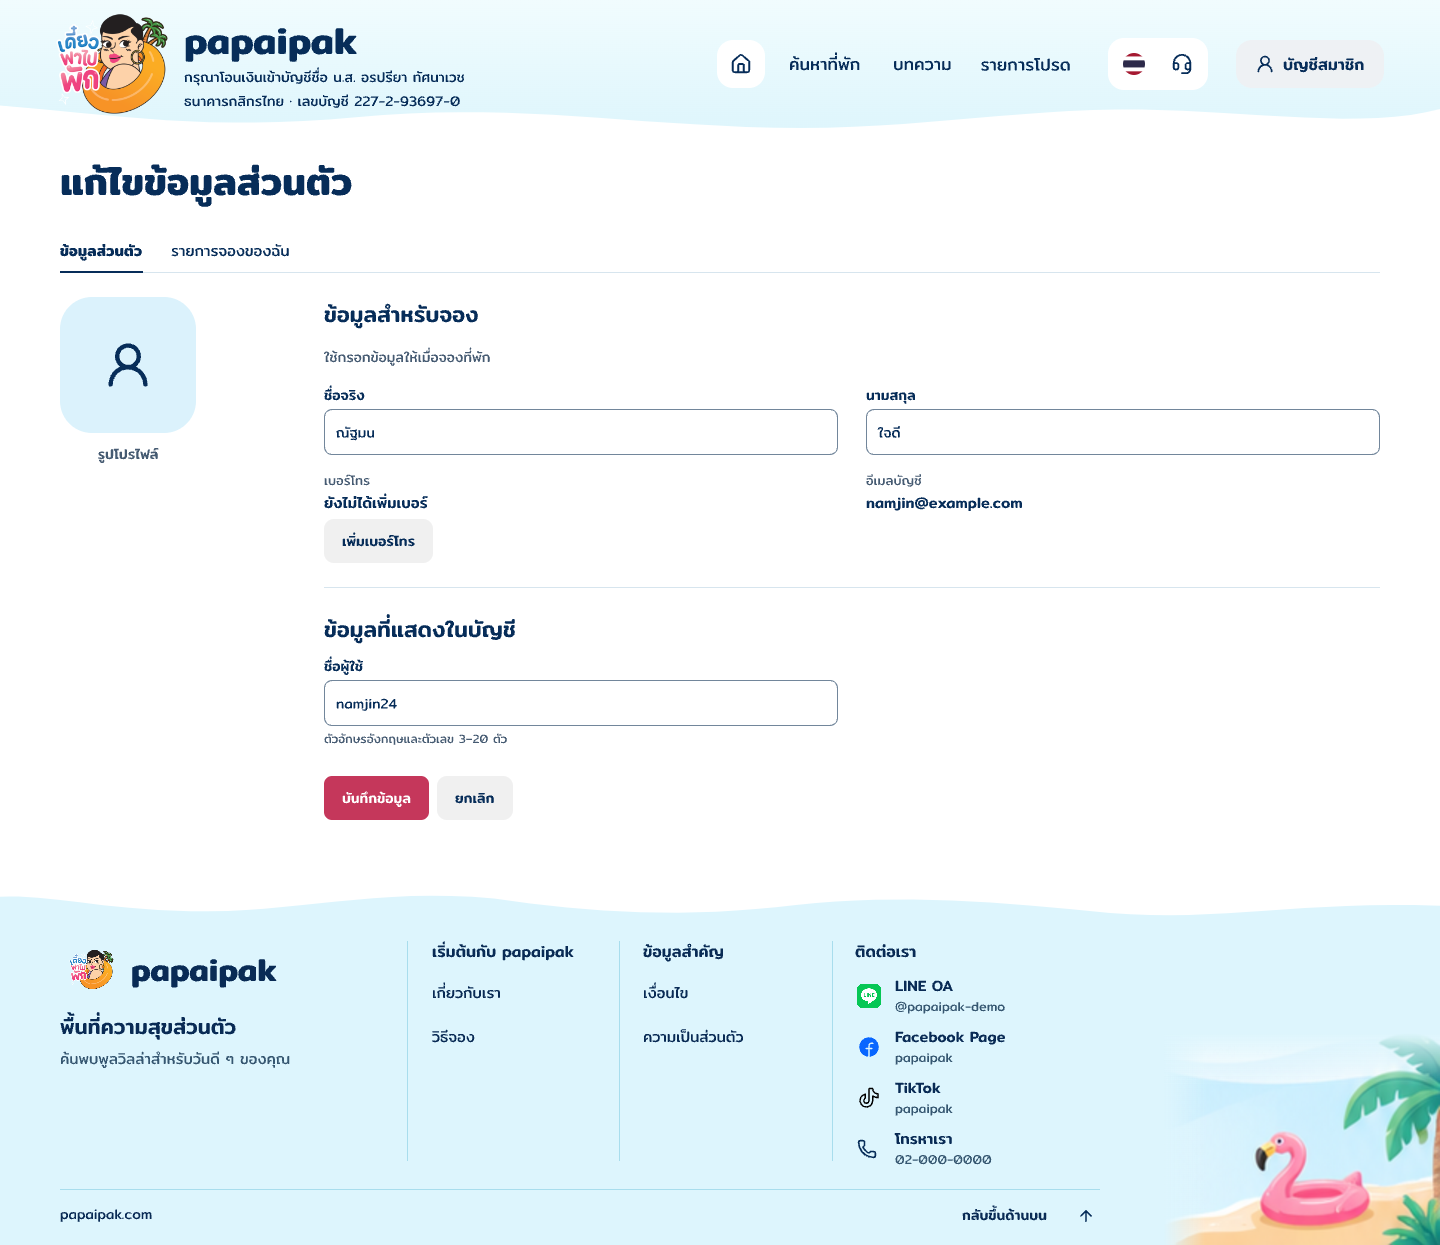 เดี๋ยว
พาไป
พัก
papaipak
กรุณาโอนเงินเข้าบัญชีชื่อ น.ส. อรปรียา ทัศนาเวช
ธนาคารกสิกรไทย · เลขบัญชี 227-2-93697-0
ค้นหาที่พัก
บทความ
รายการโปรด
บัญชีสมาชิก
แก้ไขข้อมูลส่วนตัว
ข้อมูลส่วนตัว
รายการจองของฉัน
รูปโปรไฟล์
ข้อมูลสำหรับจอง
ใช้กรอกข้อมูลให้เมื่อจองที่พัก
ชื่อจริง
นามสกุล
ณัฐมน
ใจดี
เบอร์โทร
อีเมลบัญชี
ยังไม่ได้เพิ่มเบอร์
namjin@example.com
เพิ่มเบอร์โทร
ข้อมูลที่แสดงในบัญชี
ชื่อผู้ใช้
namjin24
ตัวอักษรอังกฤษและตัวเลข 3–20 ตัว
บันทึกข้อมูล
ยกเลิก
เดี๋ยว
พาไป
พัก
papaipak
พื้นที่ความสุขส่วนตัว
ค้นพบพูลวิลล่าสำหรับวันดี ๆ ของคุณ
เริ่มต้นกับ papaipak
เกี่ยวกับเรา
วิธีจอง
ข้อมูลสำคัญ
เงื่อนไข
ความเป็นส่วนตัว
ติดต่อเรา
LINE
LINE OA
@papaipak-demo
Facebook Page
papaipak
TikTok
papaipak
โทรหาเรา
02-000-0000
papaipak.com
กลับขึ้นด้านบน